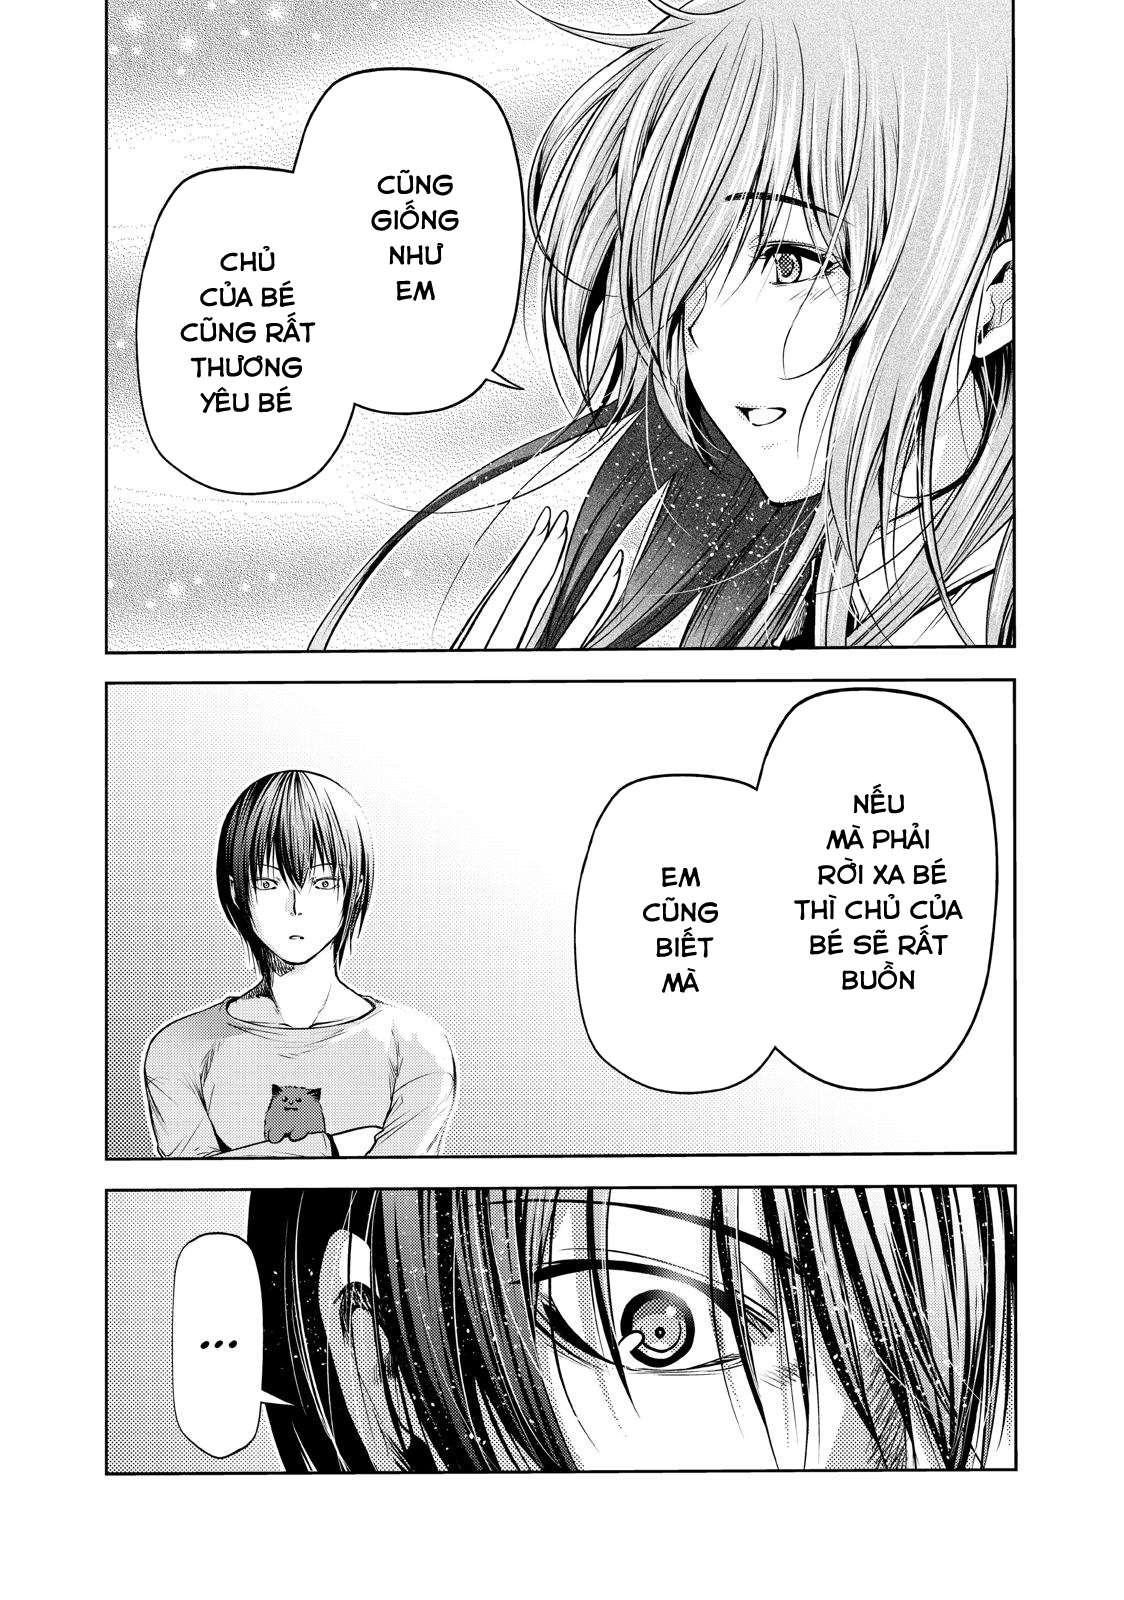 CŨNG
GIỐNG
NHƯ
EM
CHỦ
CỦA BÉ
CŨNG RẤT
THƯƠNG
YÊU BÉ
NẾU
MÀ PHẢI
RỜI XA BÉ
THÌ CHỦ CỦA
BÉ SẼ RẤT
BUỒN
EM
CŨNG
BIẾT
MÀ
...